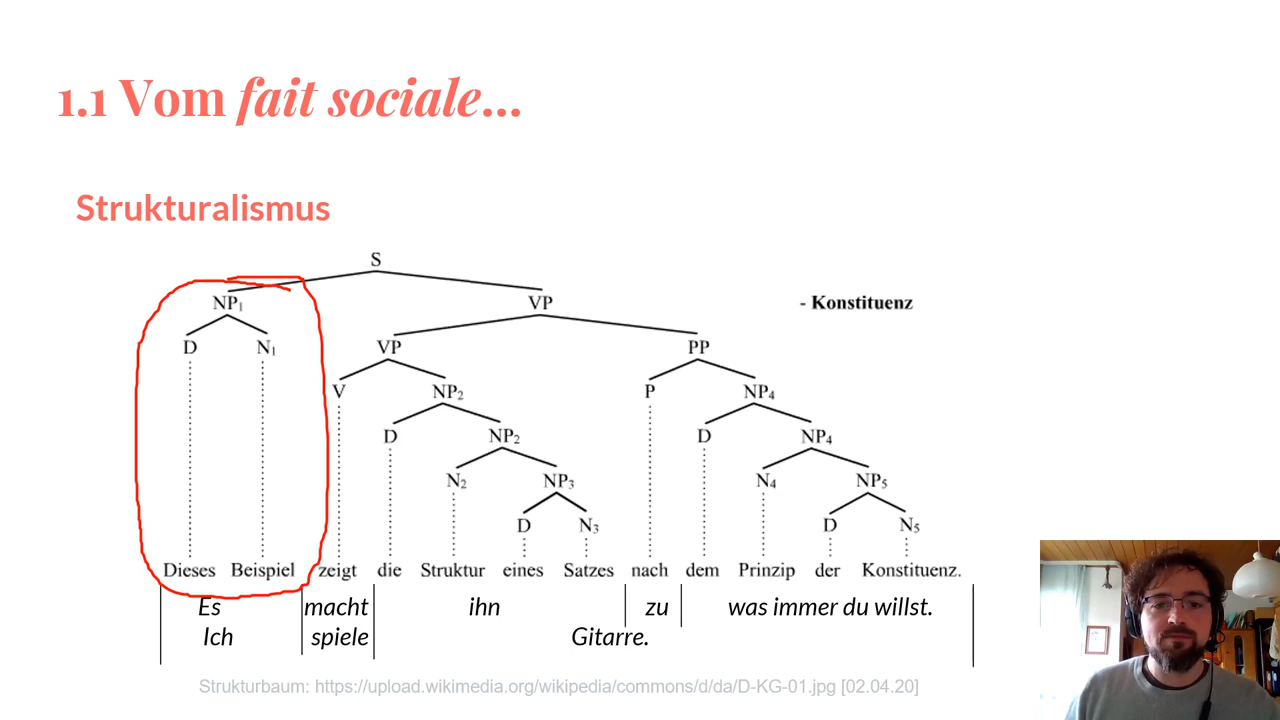 1.1 Vom fait sociale...
Strukturalismus
S
NP₁ VP - Konstituenz
D N₁ VP PP
V NP₂ P NP₄
D NP₂ D NP₄
N₂ NP₃ N₄ NP₅
D N₃ D N₅
Dieses Beispiel zeigt die Struktur eines Satzes nach dem Prinzip der Konstituenz.
Es macht ihn zu was immer du willst.
Ich spiele Gitarre.
Strukturbaum: https://upload.wikimedia.org/wikipedia/commons/d/da/D-KG-01.jpg [02.04.20]